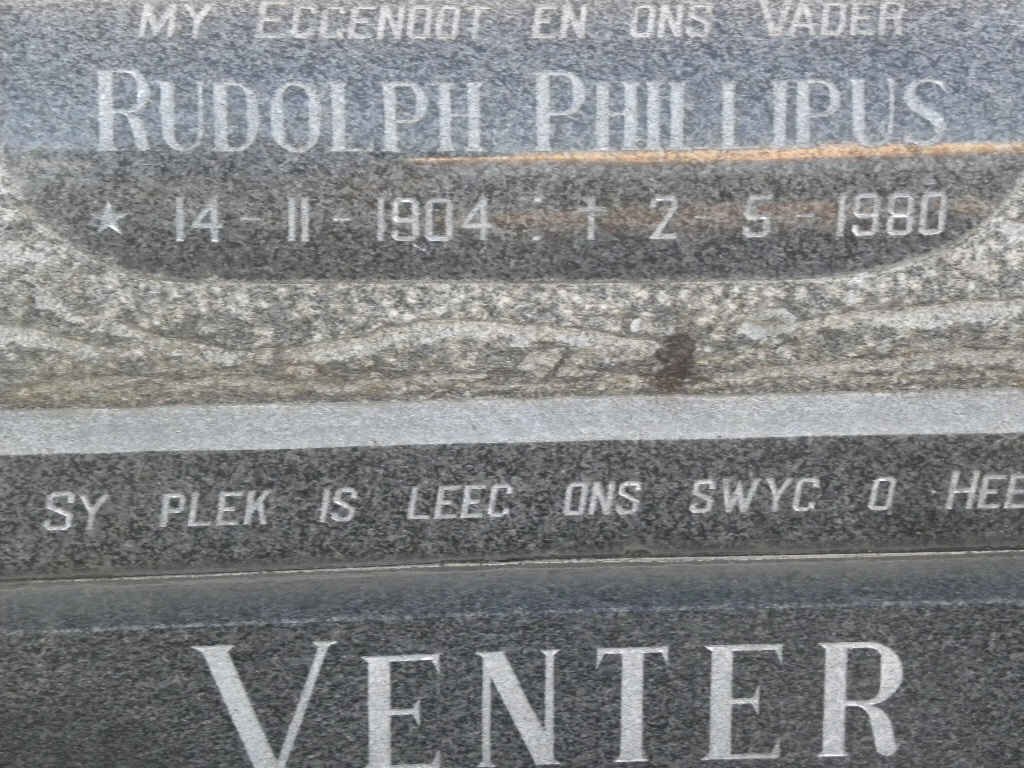 MY EGGENOOT EN ONS VADER
RUDOLPH PHILLIPUS
★ 14 - 11 - 1904 : † 2 - 5 - 1980
SY PLEK IS LEEG ONS SWYG O HEE
VENTER